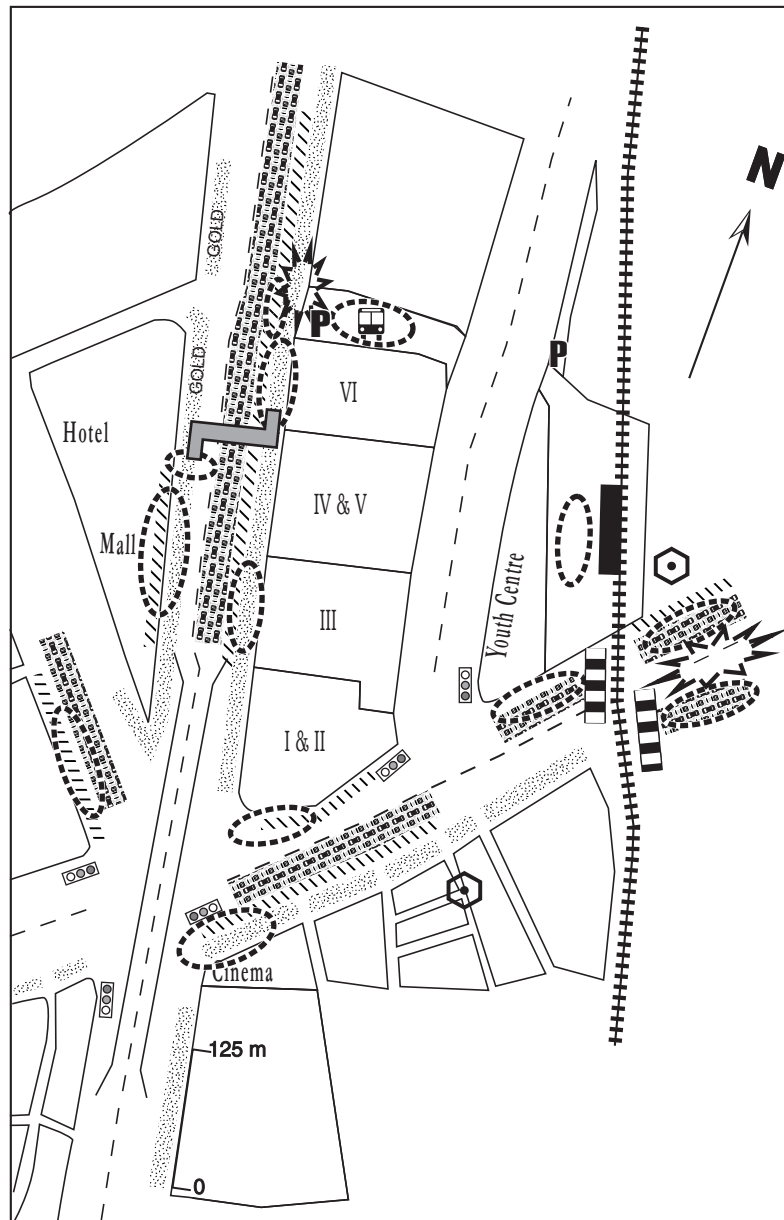 N
GOLD
P
P
GOLD
VI
Hotel
IV & V
Mall
III
Youth Centre
I & II
Cinema
125 m
0